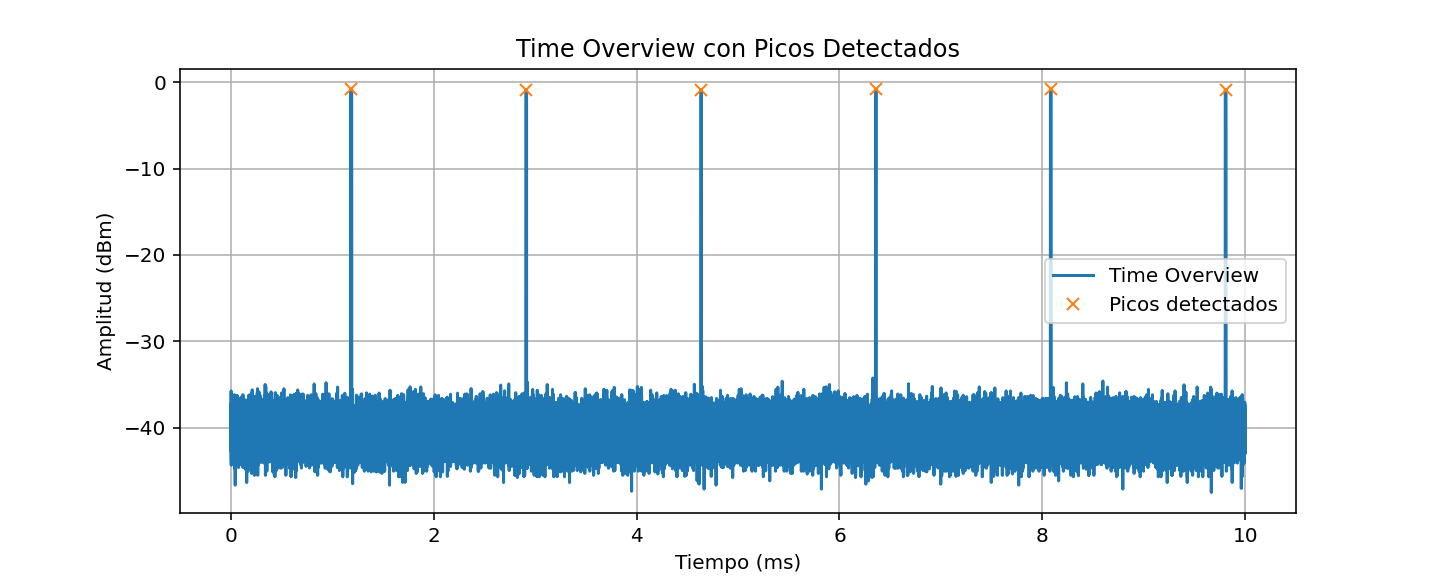 Time Overview con Picos Detectados
Amplitud (dBm)
0
−10
−20
−30
−40
Time Overview
Picos detectados
0 2 4 6 8 10
Tiempo (ms)